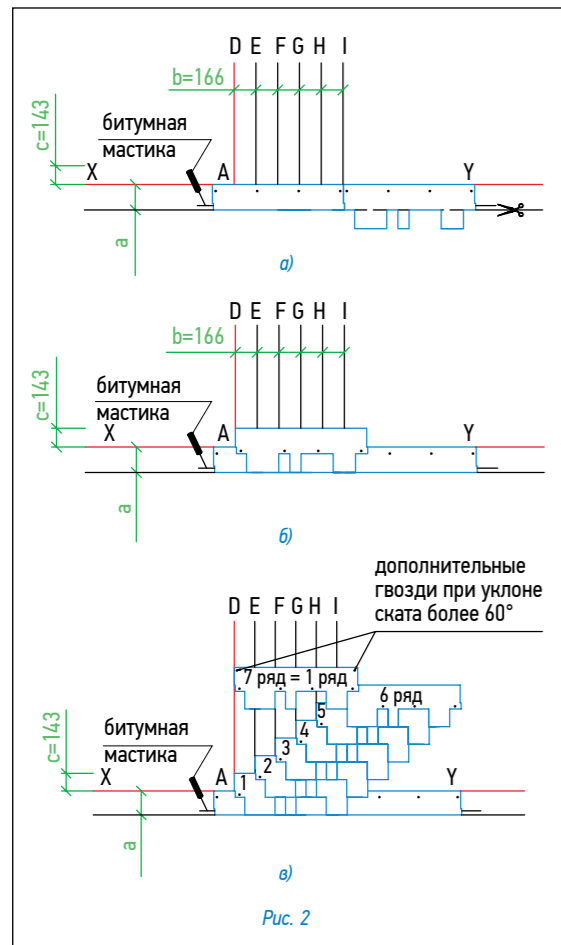 D E F G H I
b=166
c=143
битумная
мастика
X A Y
a
а)
D E F G H I
b=166
c=143
битумная
мастика
X A Y
a
б)
дополнительные
гвозди при уклоне
ската более 60°
D E F G H I
7 ряд = 1 ряд
6 ряд
5
4
3
2
1
c=143
битумная
мастика
X A Y
a
в)
Рис. 2